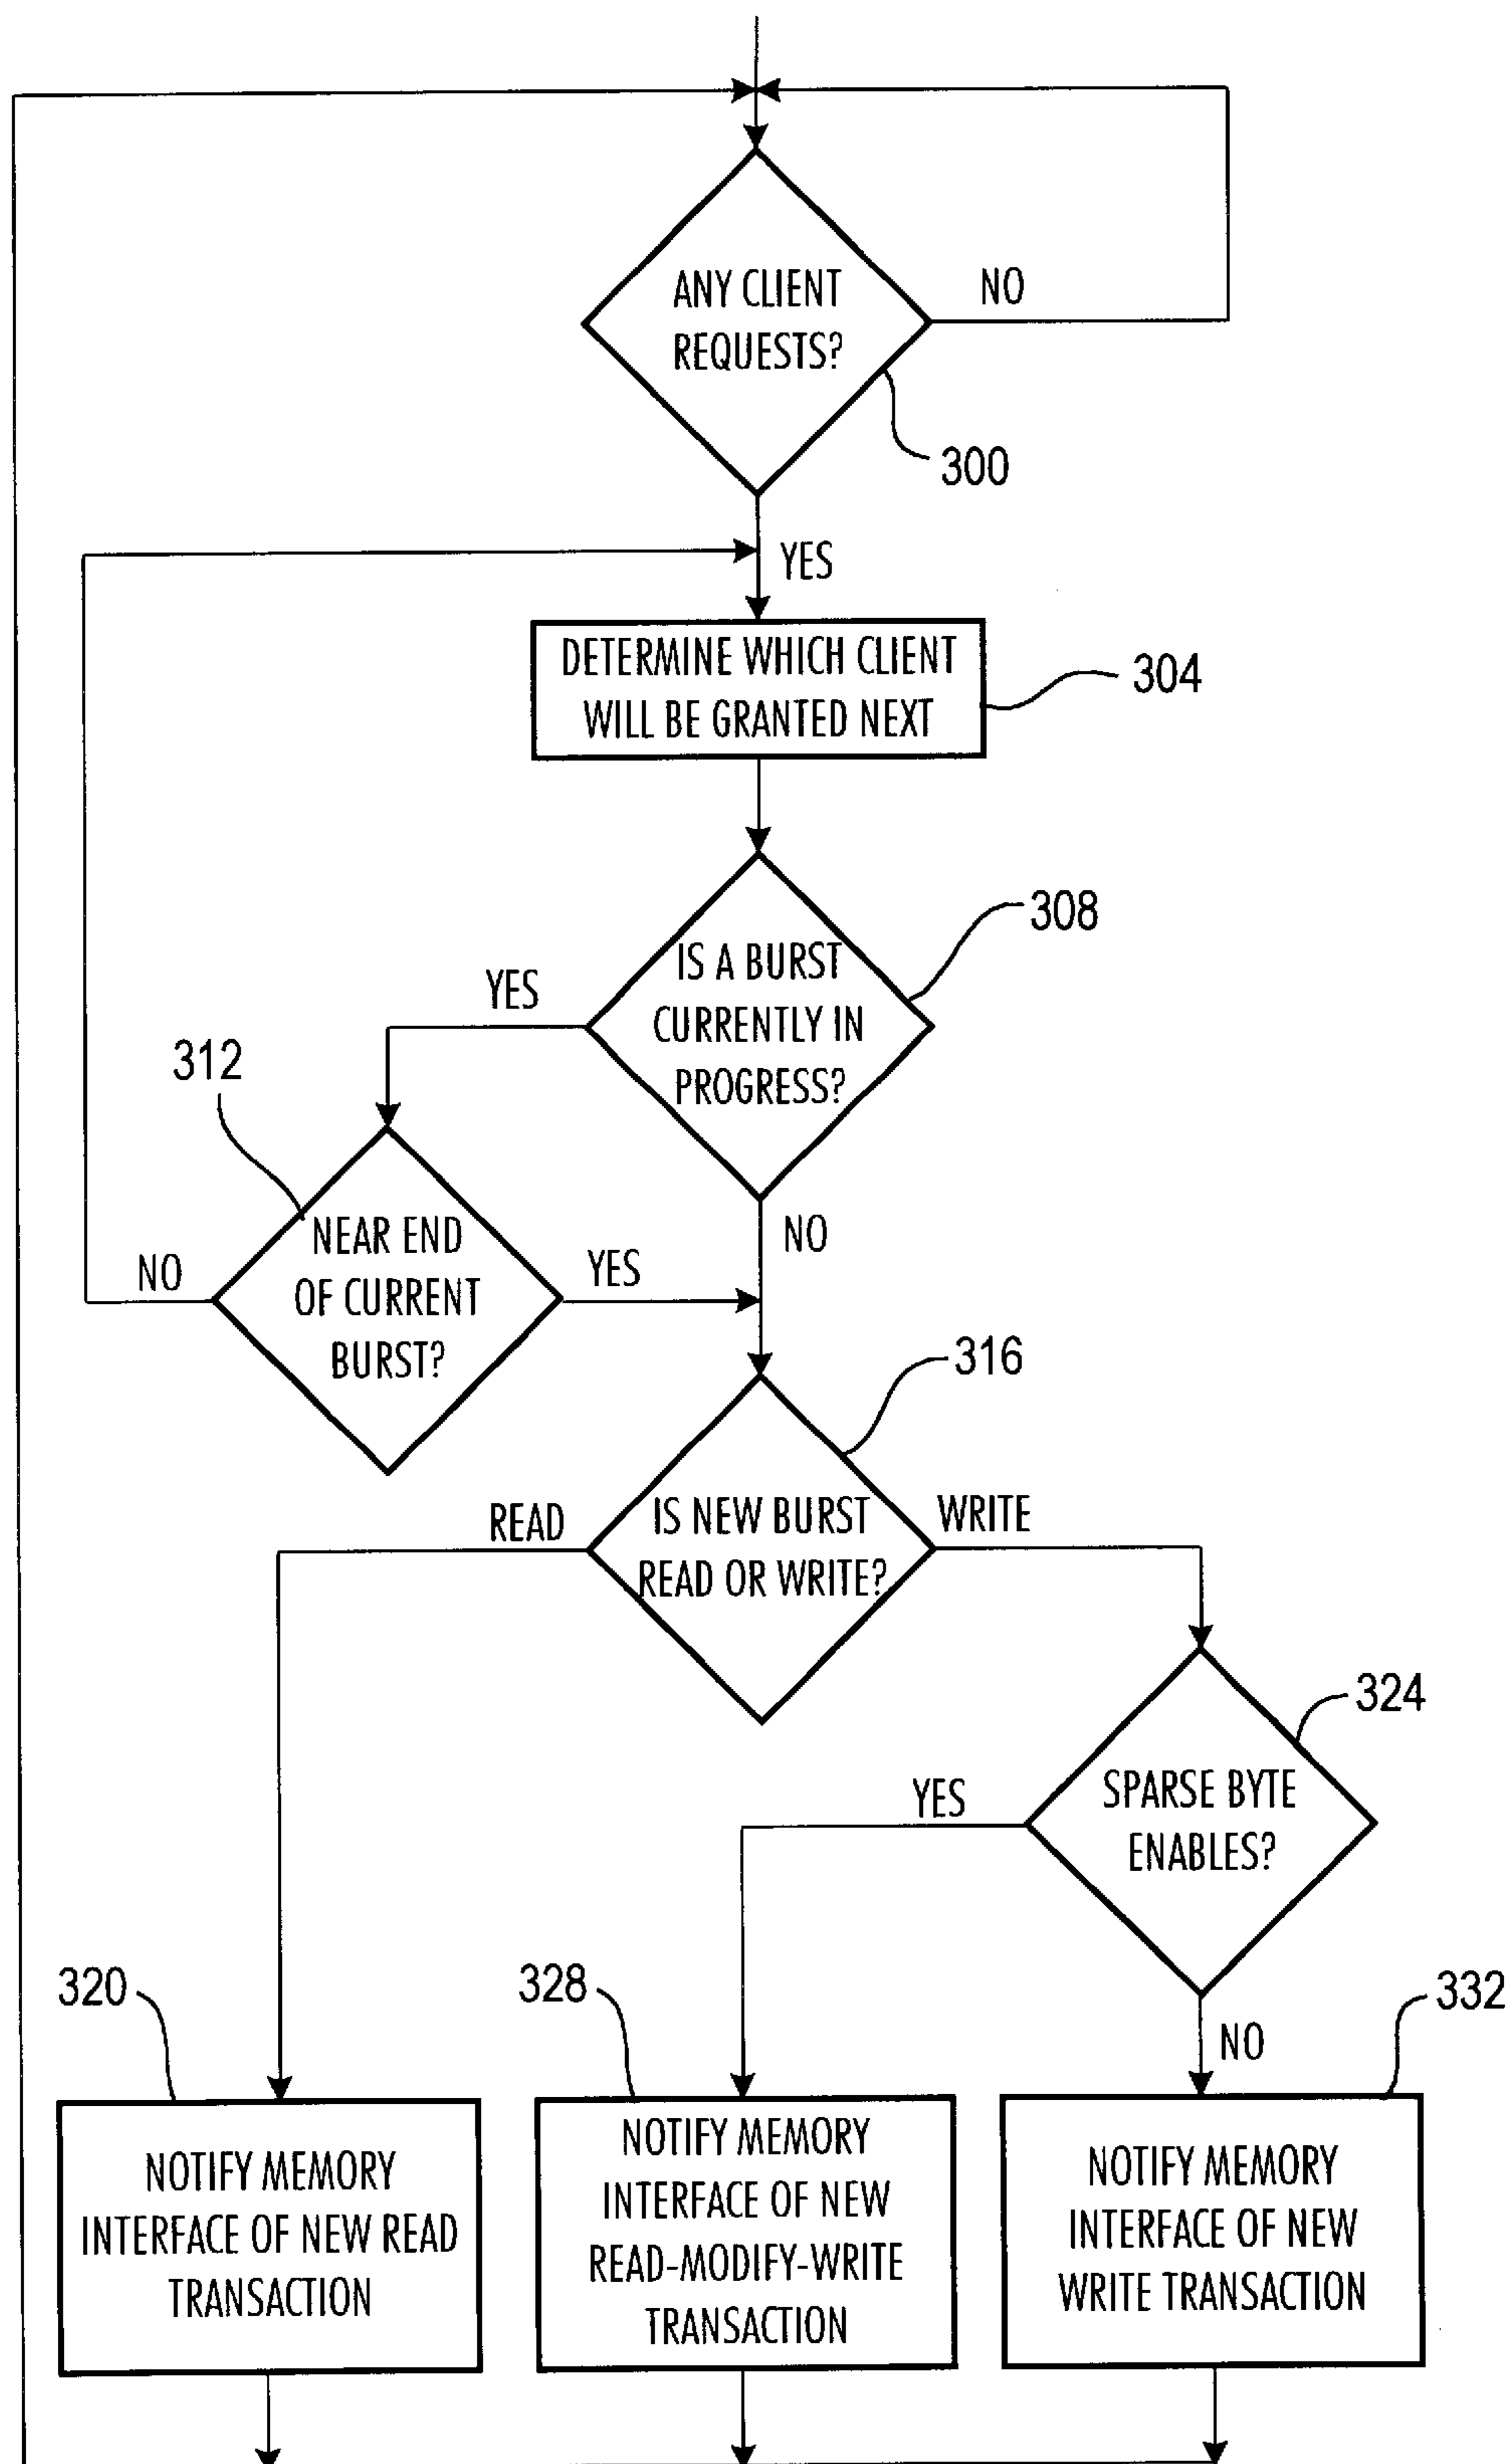 ANY CLIENT
REQUESTS?
NO
300
YES
DETERMINE WHICH CLIENT
WILL BE GRANTED NEXT
304
IS A BURST
CURRENTLY IN
PROGRESS?
308
YES
312
NO
NEAR END
OF CURRENT
BURST?
NO
YES
316
IS NEW BURST
READ OR WRITE?
READ
WRITE
324
SPARSE BYTE
ENABLES?
YES
NO
320
328
332
NOTIFY MEMORY
INTERFACE OF NEW READ
TRANSACTION
NOTIFY MEMORY
INTERFACE OF NEW
READ-MODIFY-WRITE
TRANSACTION
NOTIFY MEMORY
INTERFACE OF NEW
WRITE TRANSACTION